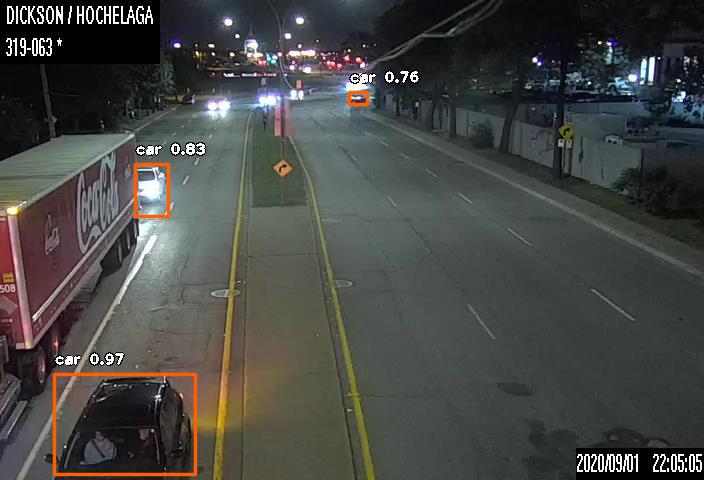 DICKSON / HOCHELAGA
319-063 *
car 0.76
car 0.83
Coca-Cola
508
car 0.97
2020/09/01 22:05:05